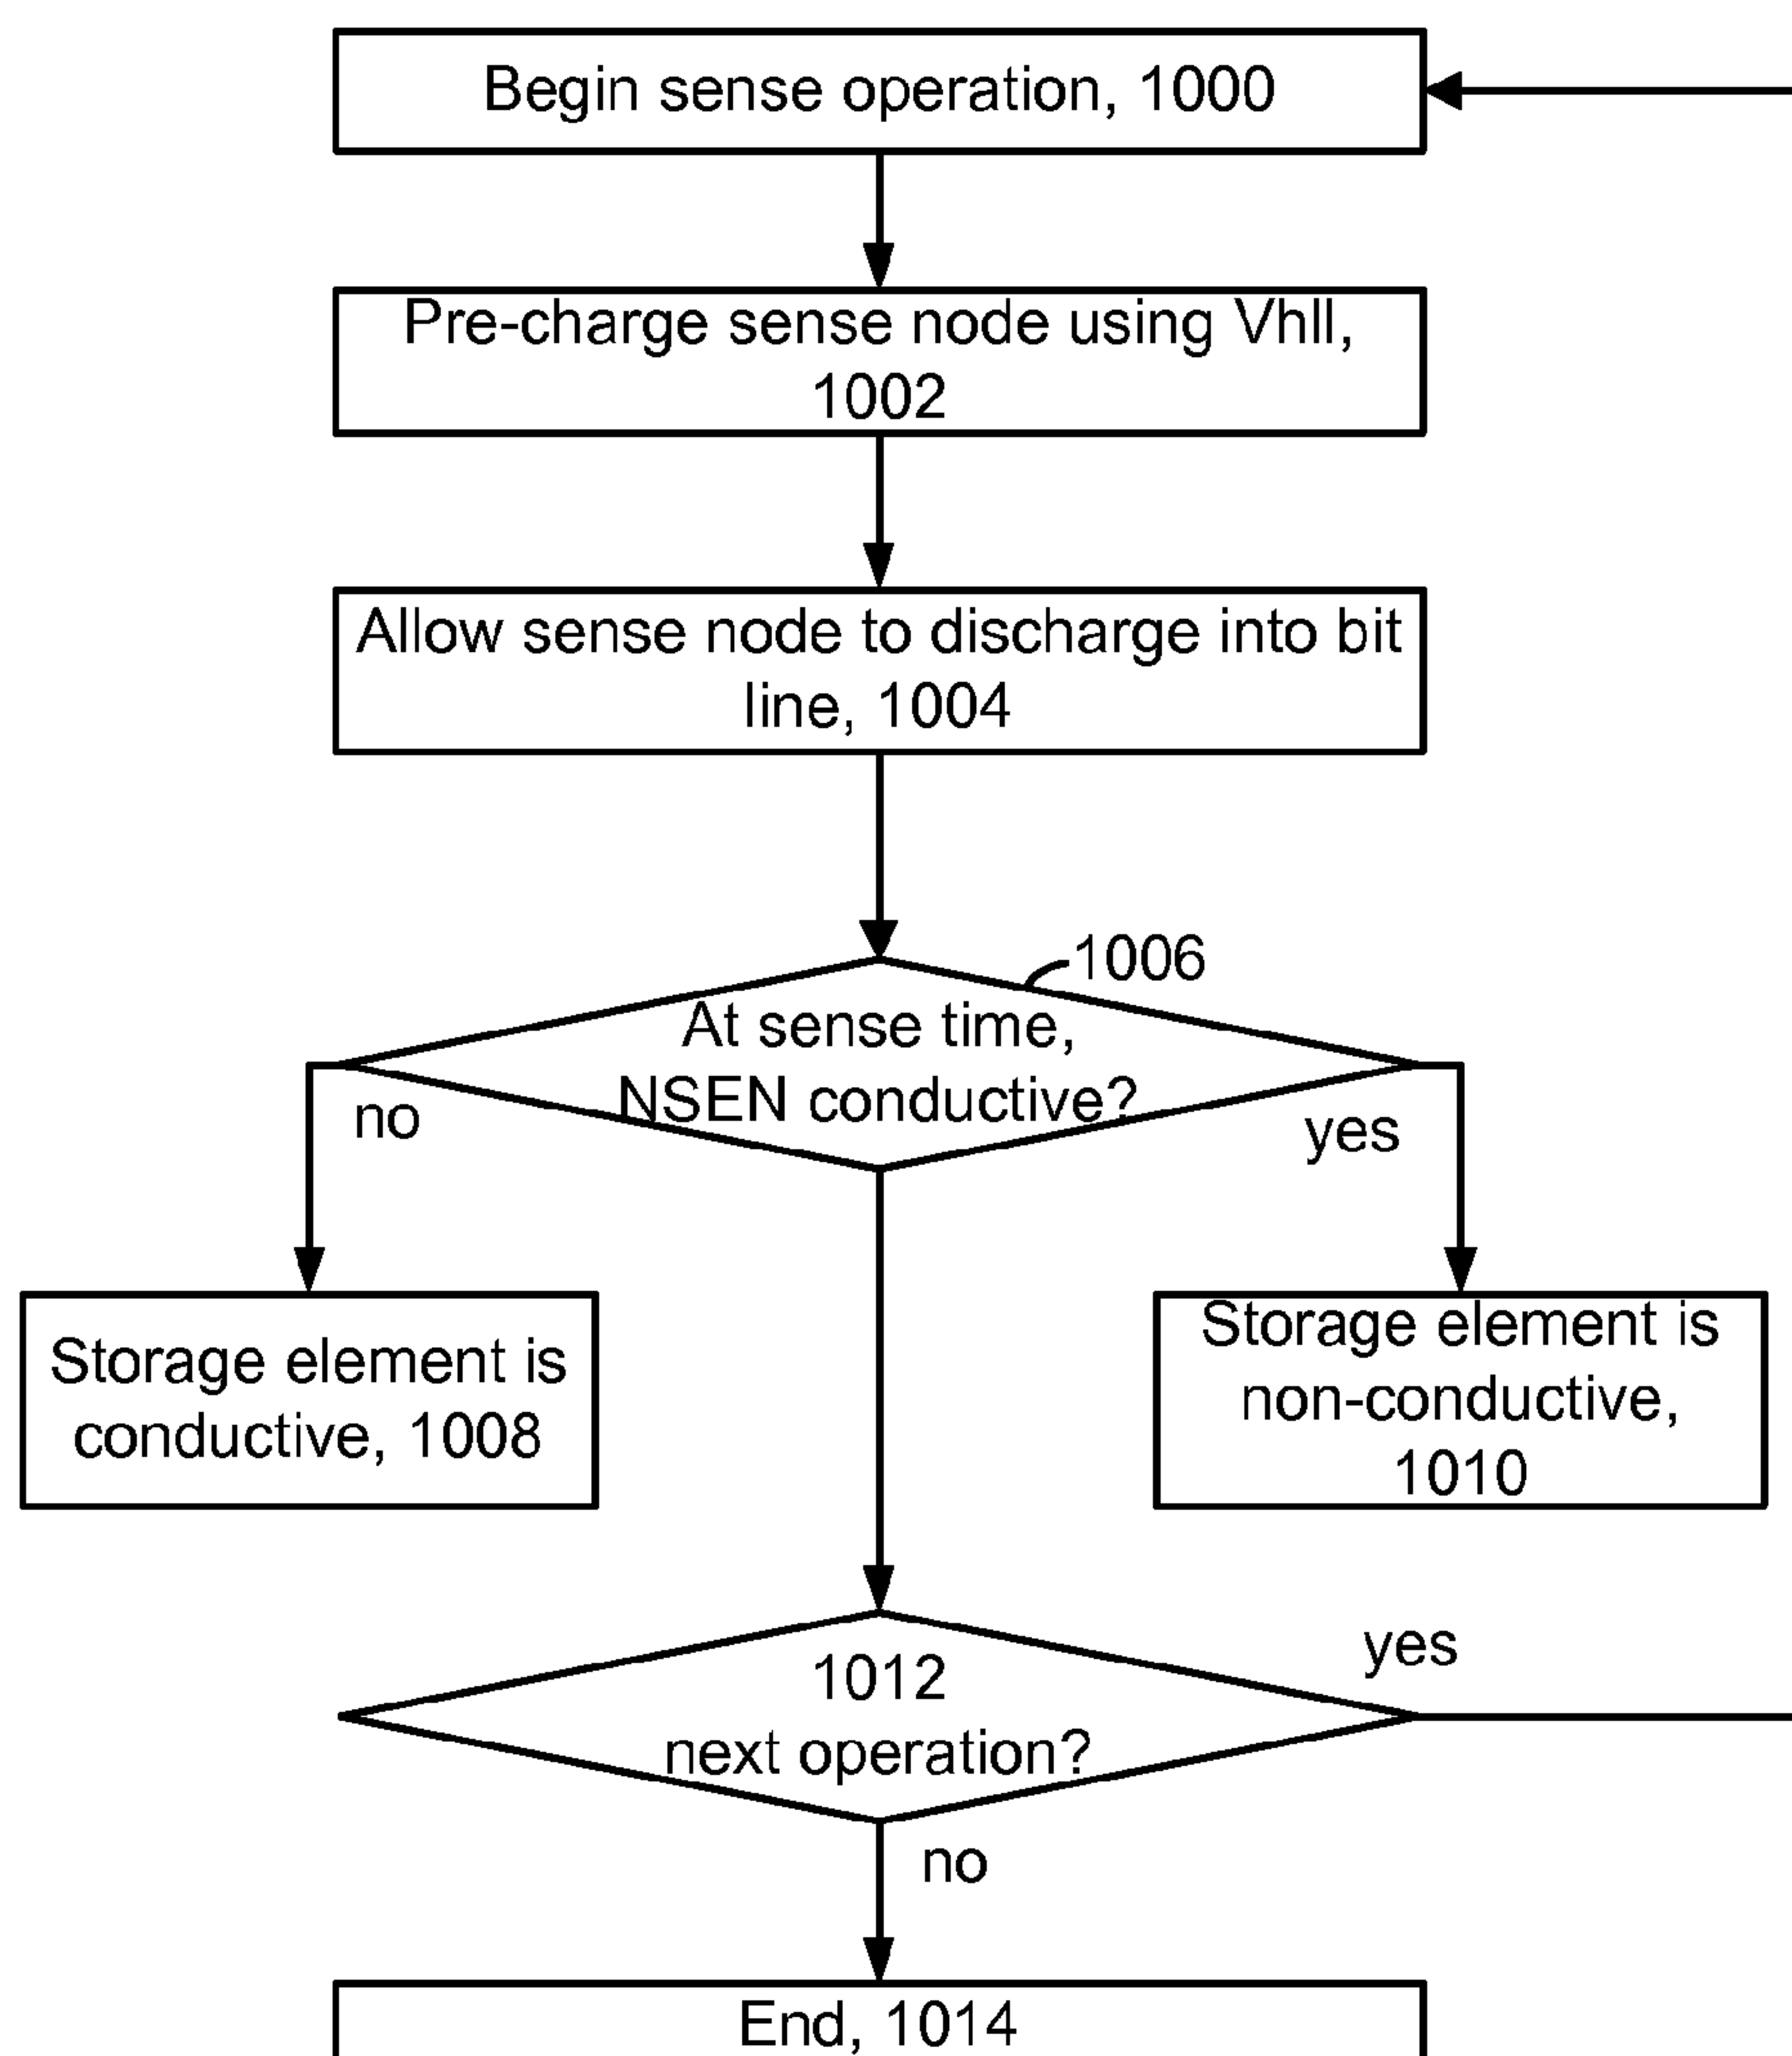 Begin sense operation, 1000
Pre-charge sense node using Vhll,
1002
Allow sense node to discharge into bit
line, 1004
1006
At sense time,
NSEN conductive?
no
yes
Storage element is
conductive, 1008
Storage element is
non-conductive,
1010
1012
next operation?
yes
no
End, 1014